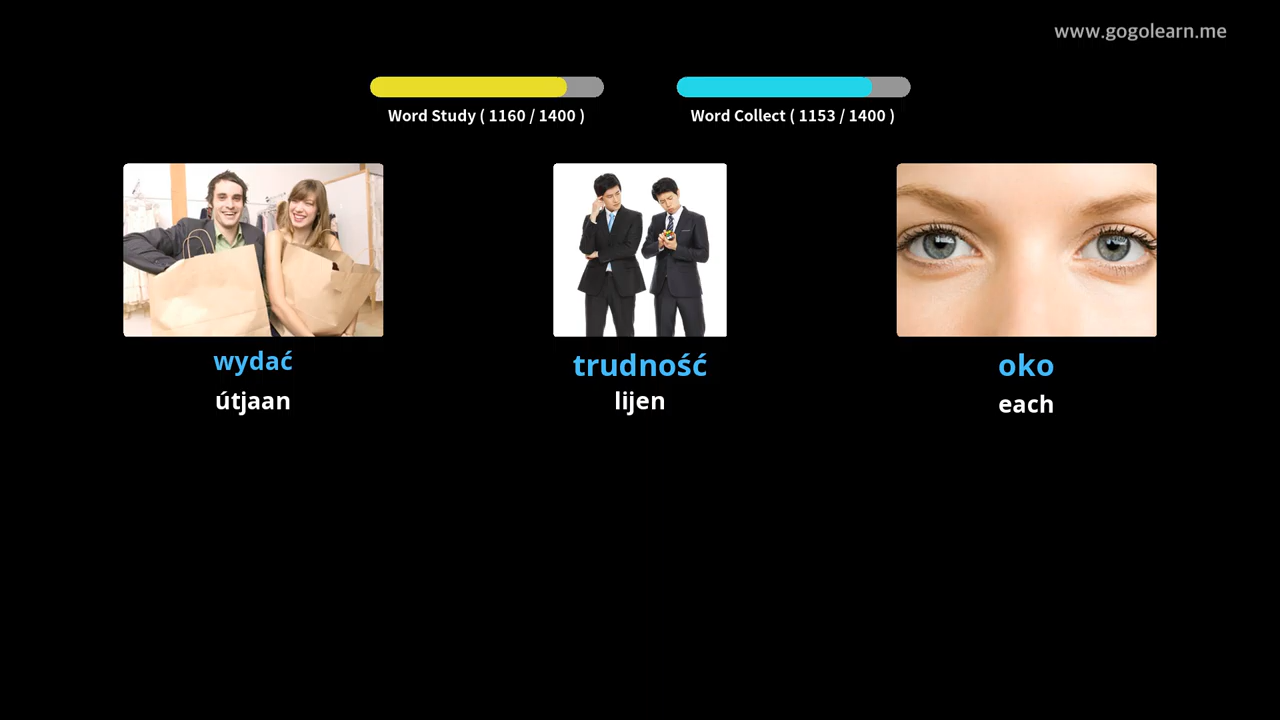 www.gogolearn.me
Word Study ( 1160 / 1400 )
Word Collect ( 1153 / 1400 )
wydać
trudność
oko
útjaan
lijen
each